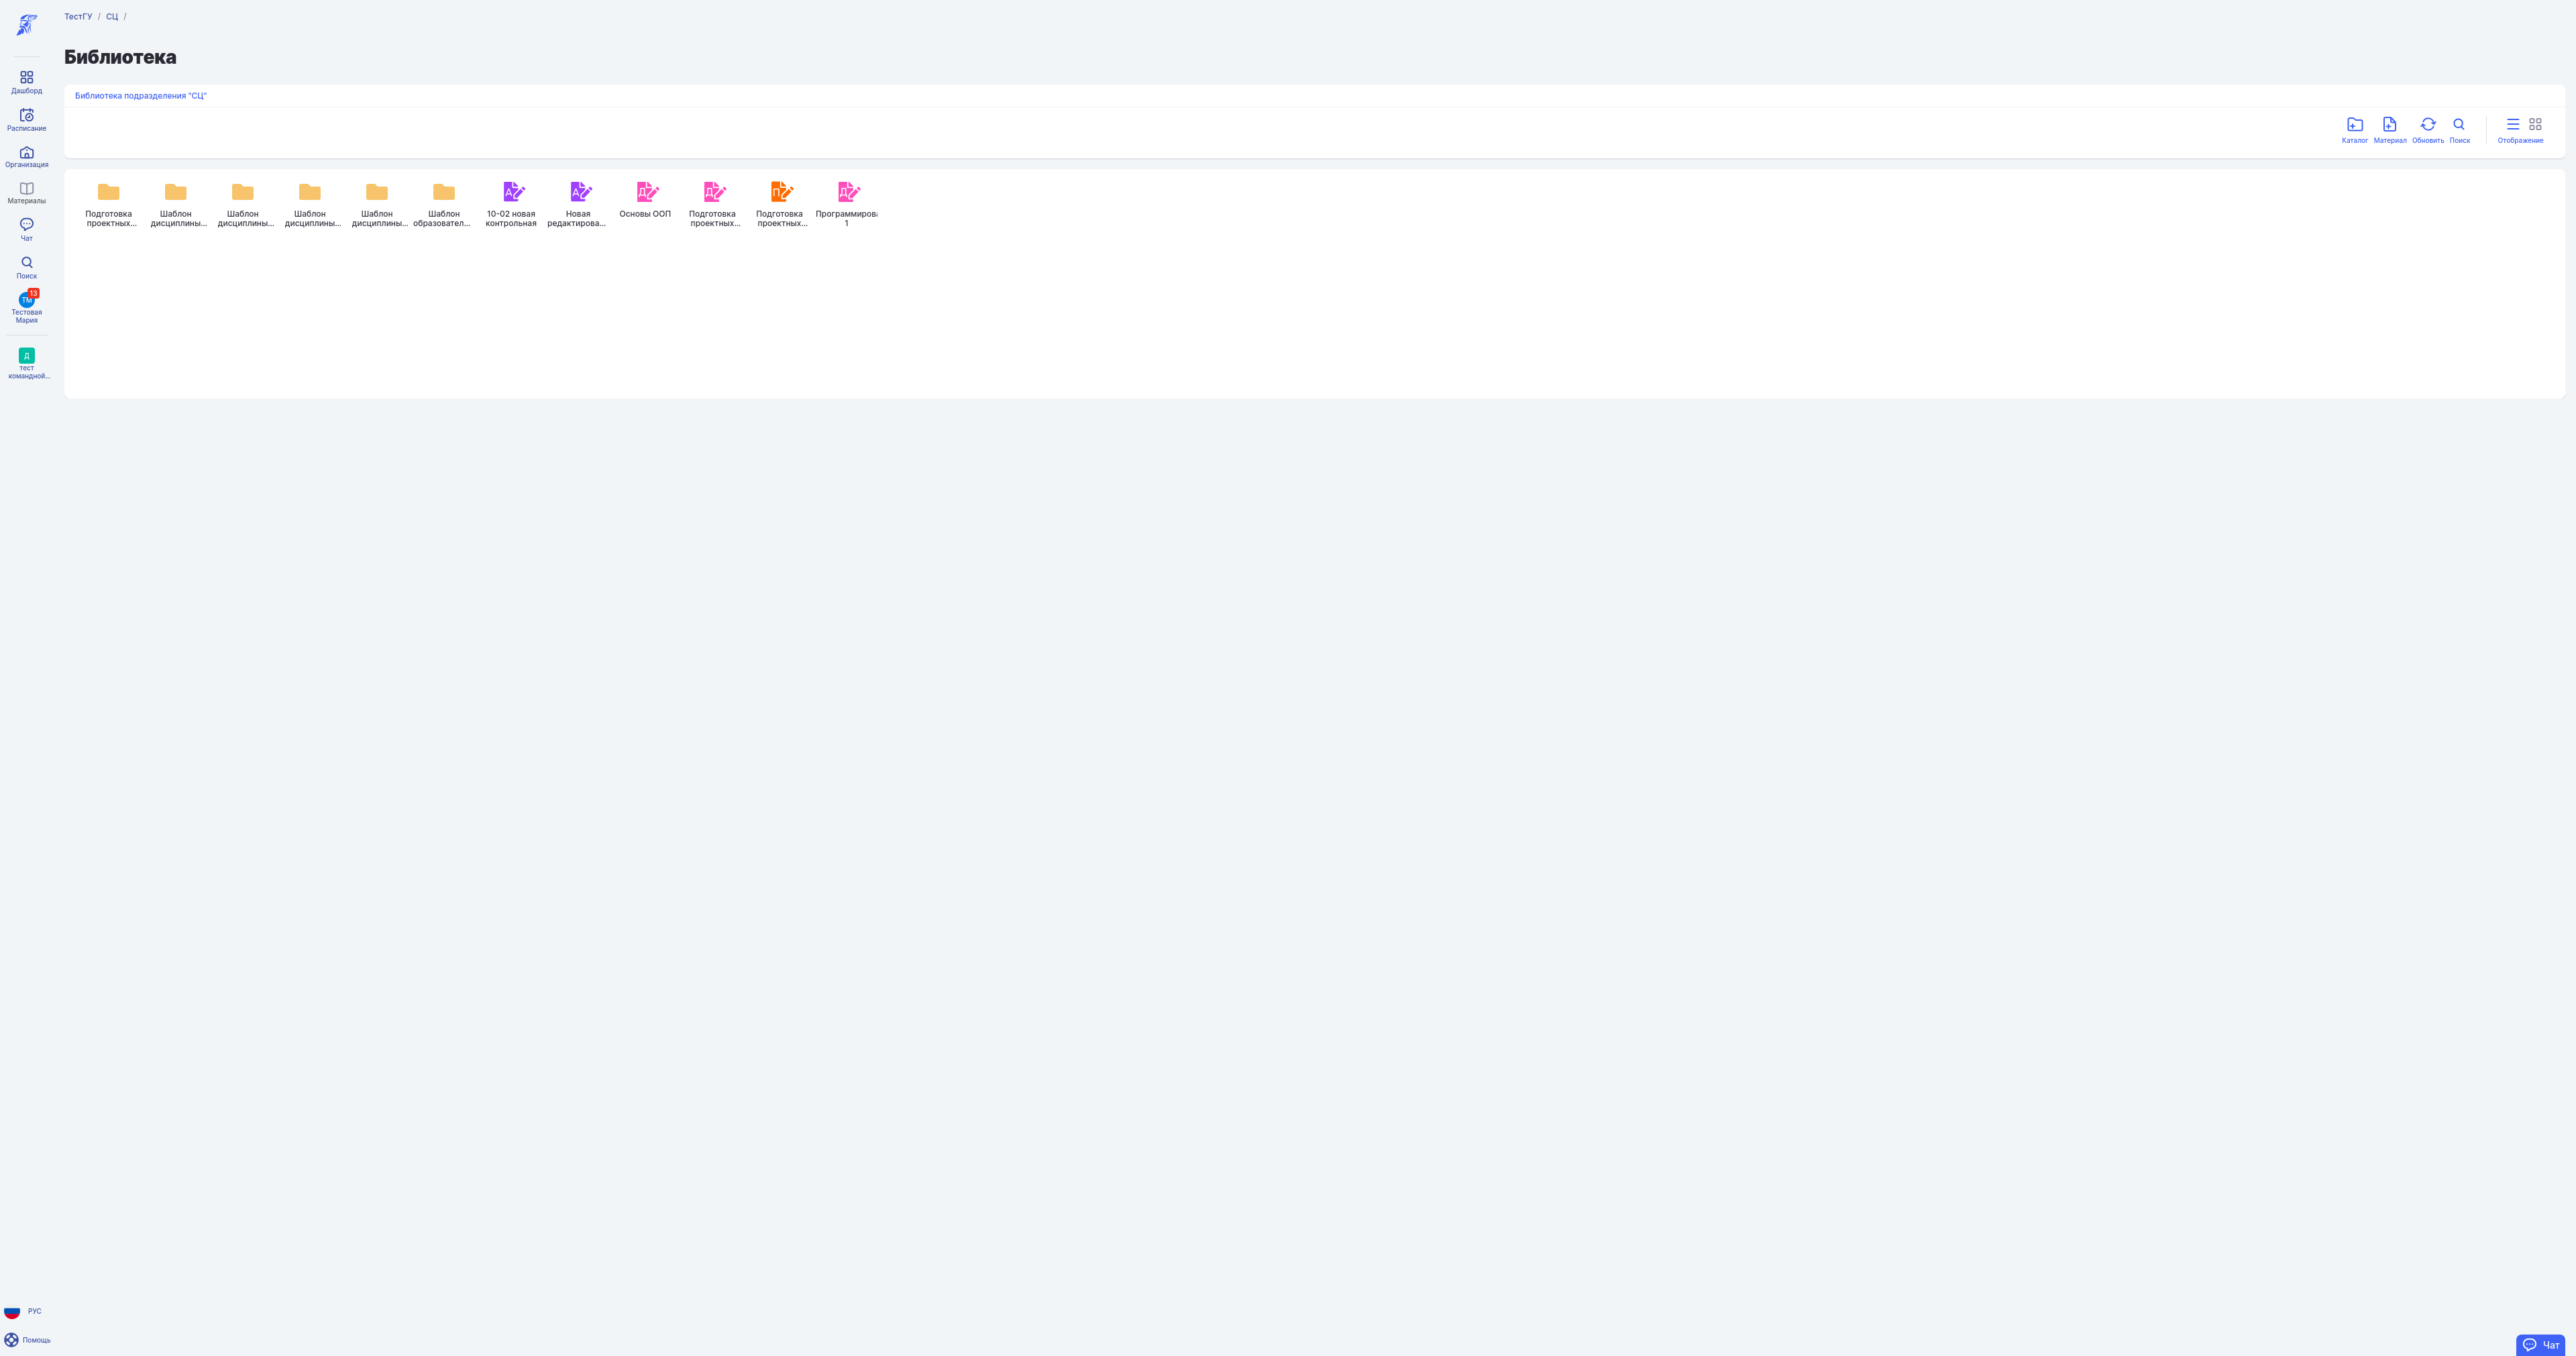 ТестГУ / СЦ /
Библиотека
Библиотека подразделения "СЦ"
Каталог
Материал
Обновить
Поиск
Отображение
Дашборд
Расписание
Организация
Материалы
Чат
Поиск
13
ТМ
Тестовая
Мария
Д
тест
командной...
Подготовка
проектных...
Шаблон
дисциплины...
Шаблон
дисциплины...
Шаблон
дисциплины...
Шаблон
дисциплины...
Шаблон
образовател...
А
10-02 новая
контрольная
А
Новая
редактирова...
Д
Основы ООП
Д
Подготовка
проектных...
П
Подготовка
проектных...
Д
Программирова
1
РУС
Помощь
Чат